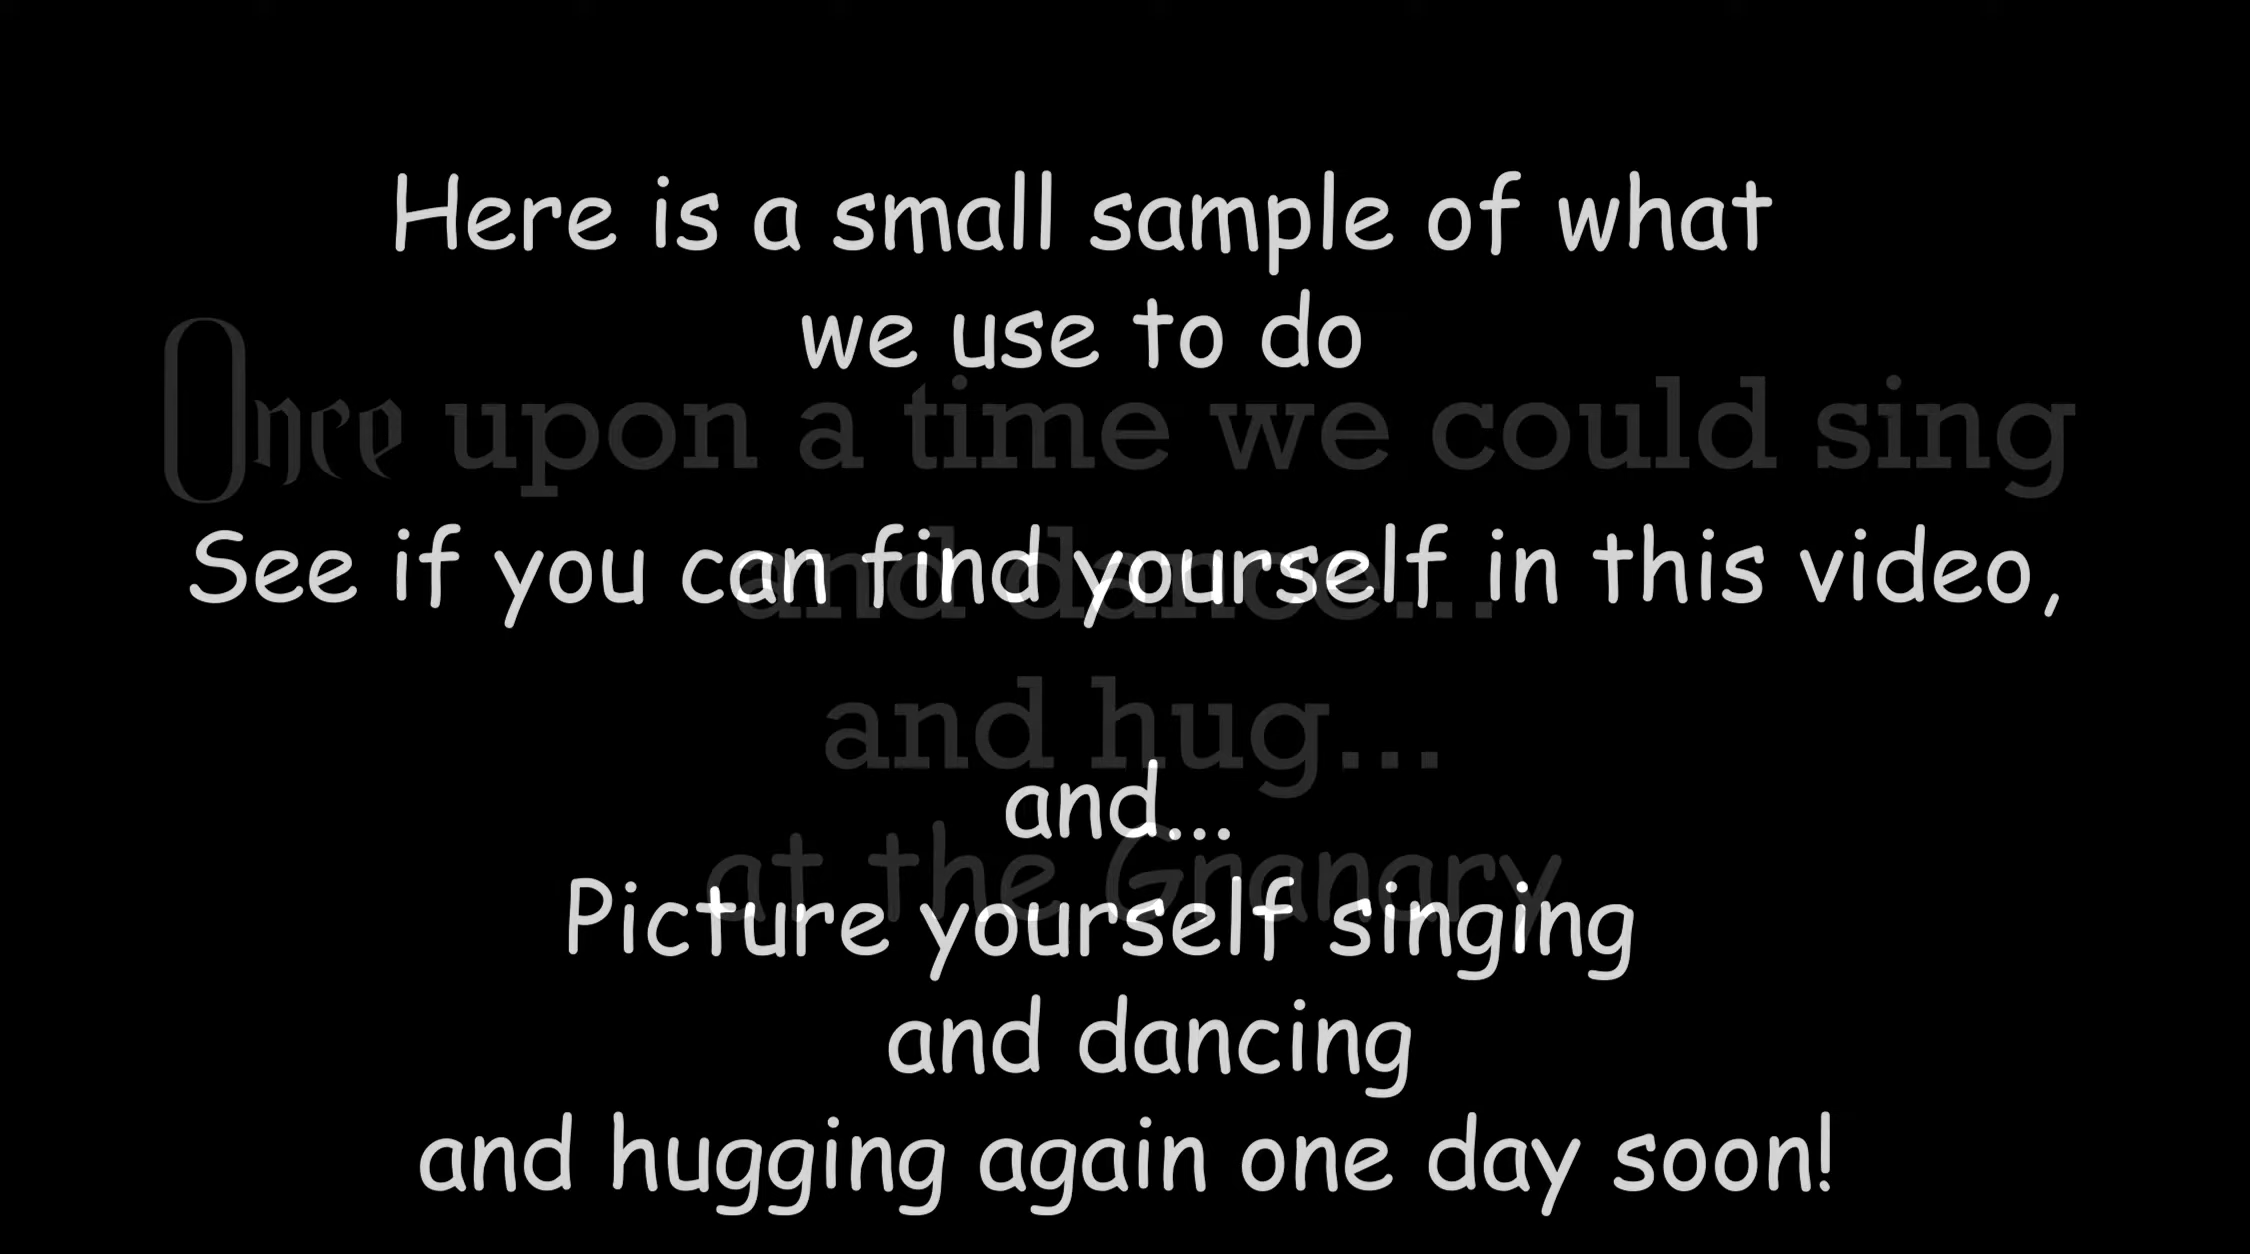 Here is a small sample of what
we use to do
Once upon a time we could sing
See if you can find yourself in this video,
and dance...
and hug...
and...
at the Granary
Picture yourself singing
and dancing
and hugging again one day soon!